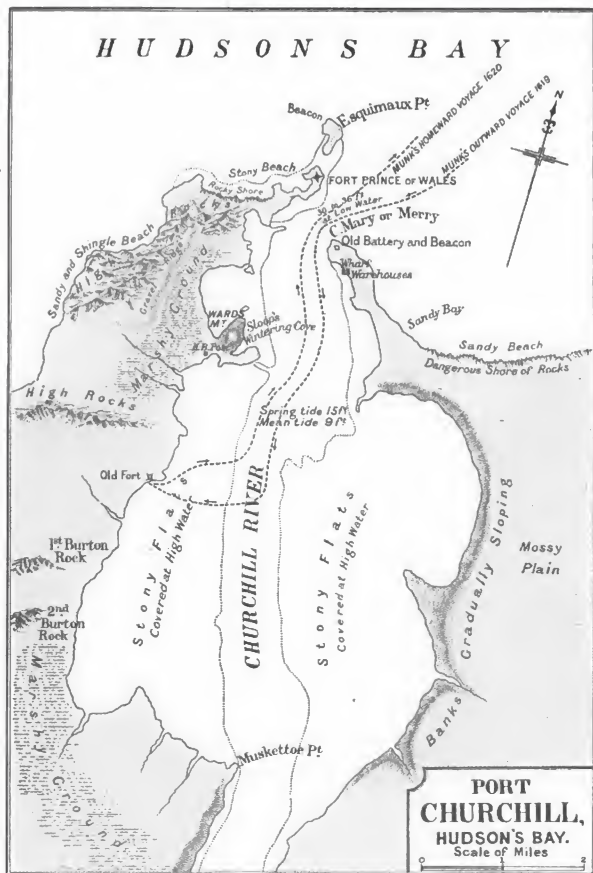 HUDSONS BAY
Beacon
Esquimaux Pt.
MUNK'S HOMEWARD VOYAGE 1620
MUNK'S OUTWARD VOYAGE 1619
N
Stony Beach
Rocky Shore
FORT PRINCE OF WALES
at Low Water
C. Mary or Merry
Old Battery and Beacon
Wharf
Warehouses
Sandy and Shingle Beach
High
Marshy Ground
WARDS
Mt.
Sloops
Wintering Cove
Sandy Bay
Sandy Beach
Dangerous Shore of Rocks
High Rocks
Spring tide 15ft
Mean tide 9ft
Old Fort
Stony Flats
Covered at High Water
CHURCHILL RIVER
Stony Flats
Covered at High Water
Gradually Sloping
Banks
Mossy
Plain
1st. Burton
Rock
2nd
Burton
Rock
Marshy Ground
Muskettoe Pt.
PORT
CHURCHILL,
HUDSON'S BAY.
Scale of Miles
0 1 2